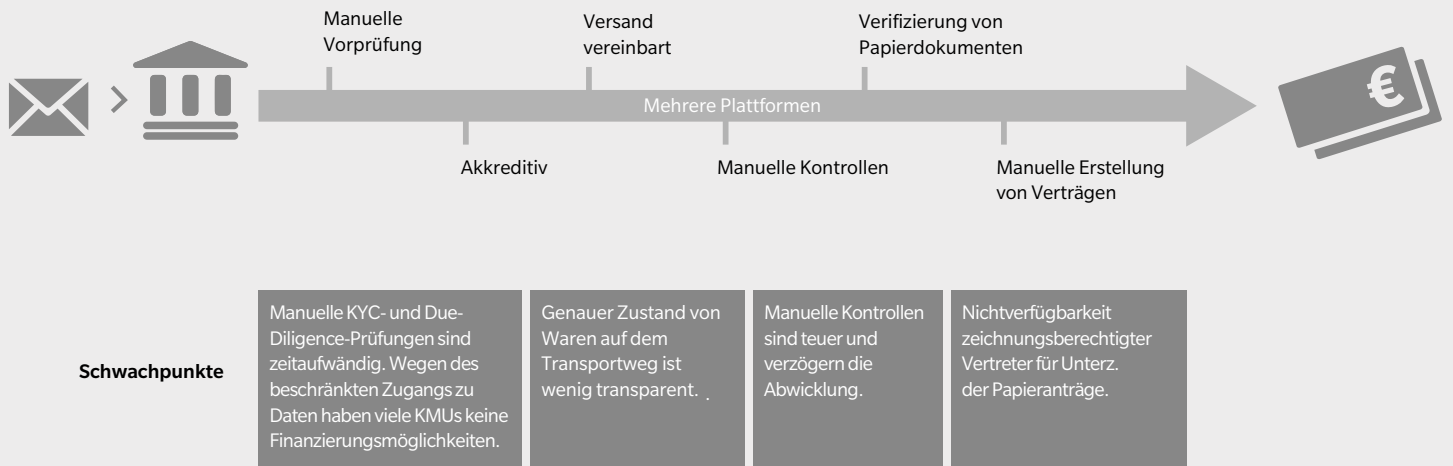 Manuelle
Vorprüfung
Versand
vereinbart
Verifizierung von
Papierdokumenten
Mehrere Plattformen
€
Akkreditiv
Manuelle Kontrollen
Manuelle Erstellung
von Verträgen
Schwachpunkte
Manuelle KYC- und Due-
Diligence-Prüfungen sind
zeitaufwändig. Wegen des
beschränkten Zugangs zu
Daten haben viele KMUs keine
Finanzierungsmöglichkeiten.
Genauer Zustand von
Waren auf dem
Transportweg ist
wenig transparent. .
Manuelle Kontrollen
sind teuer und
verzögern die
Abwicklung.
Nichtverfügbarkeit
zeichnungsberechtigter
Vertreter für Unterz.
der Papieranträge.